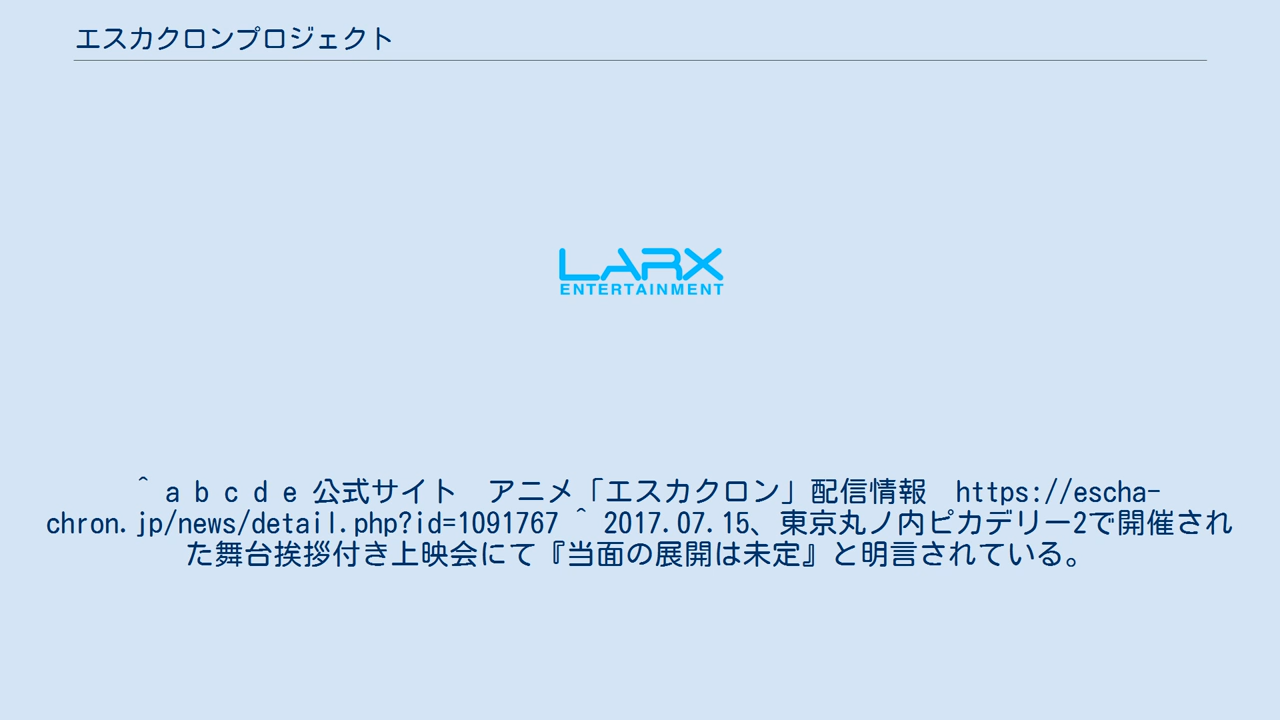 エスカクロンプロジェクト
LARX
ENTERTAINMENT
^ a b c d e 公式サイト　アニメ「エスカクロン」配信情報　https://escha-
chron.jp/news/detail.php?id=1091767 ^ 2017.07.15、東京丸ノ内ピカデリー2で開催され
た舞台挨拶付き上映会にて『当面の展開は未定』と明言されている。